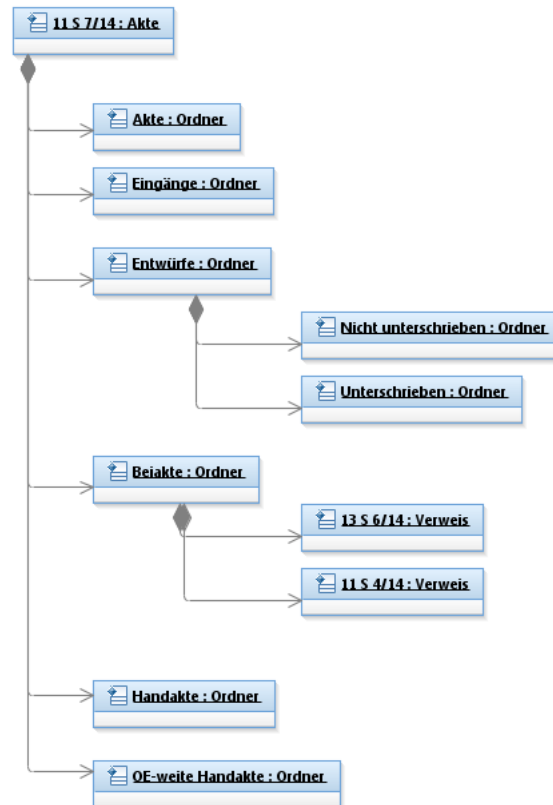 11 S 7/14 : Akte
Akte : Ordner
Eingänge : Ordner
Entwürfe : Ordner
Nicht unterschrieben : Ordner
Unterschrieben : Ordner
Beiakte : Ordner
13 S 6/14 : Verweis
11 S 4/14 : Verweis
Handakte : Ordner
OE-weite Handakte : Ordner